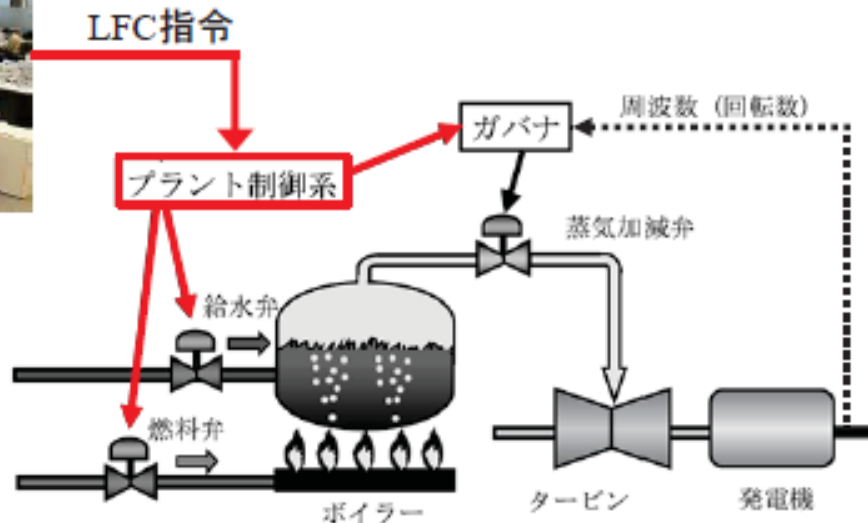 LFC指令
ガバナ
周波数 (回転数)
プラント制御系
蒸気加減弁
給水弁
燃料弁
ボイラー
タービン
発電機